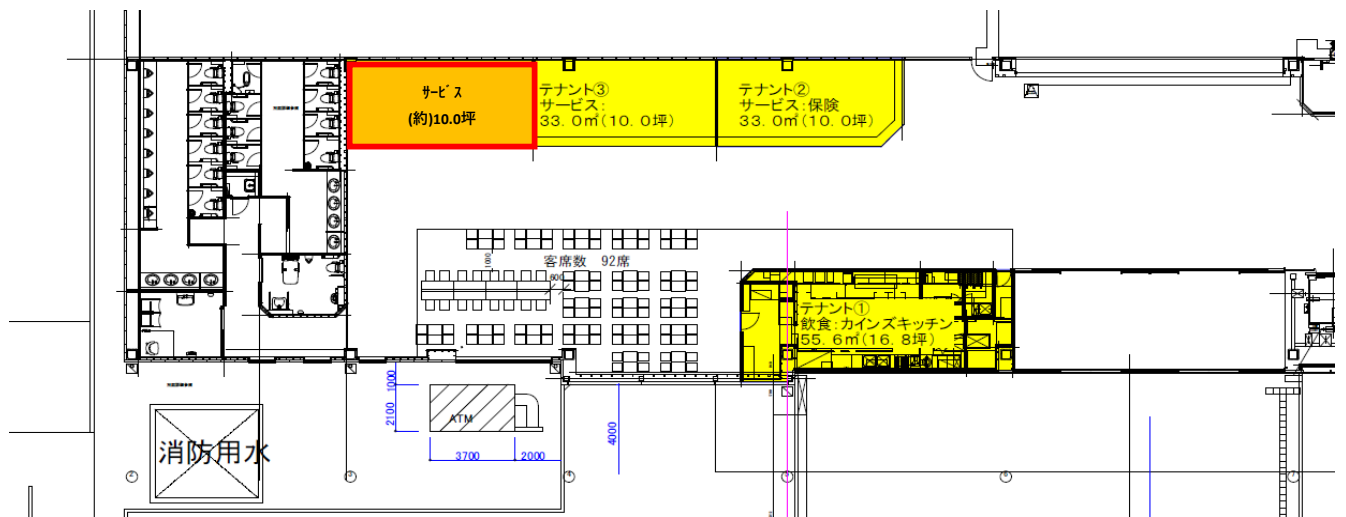 サービス
(約)10.0坪
テナント③
サービス:
33.0㎡(10.0坪)
テナント②
サービス:保険
33.0㎡(10.0坪)
客席数 92席
1000
600
テナント①
飲食:カインズキッチン
55.6㎡(16.8坪)
1000
2100
ATM
3700
2000
4000
消防用水